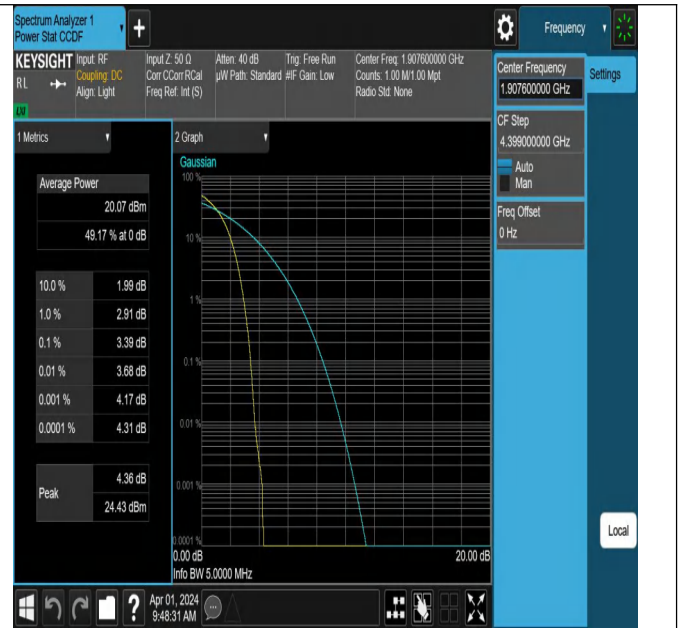 Spectrum Analyzer 1
Power Stat CCDF
+
Frequency
KEYSIGHT
RL
LXI
Input: RF
Coupling: DC
Align: Light
Input Z: 50 Ω
Corr CCorr RCal
Freq Ref: Int (S)
Atten: 40 dB
µW Path: Standard
Trig: Free Run
#IF Gain: Low
Center Freq: 1.907600000 GHz
Counts: 1.00 M/1.00 Mpt
Radio Std: None
Center Frequency
1.907600000 GHz
Settings
CF Step
4.399000000 GHz
Auto
Man
Freq Offset
0 Hz
1 Metrics
Average Power
20.07 dBm
49.17 % at 0 dB
10.0 % 1.99 dB
1.0 % 2.91 dB
0.1 % 3.39 dB
0.01 % 3.68 dB
0.001 % 4.17 dB
0.0001 % 4.31 dB
Peak
4.36 dB
24.43 dBm
2 Graph
Gaussian
100 %
10 %
1 %
0.1 %
0.01 %
0.001 %
0.0001 %
0.00 dB 20.00 dB
Info BW 5.0000 MHz
Local
?
Apr 01, 2024
9:48:31 AM